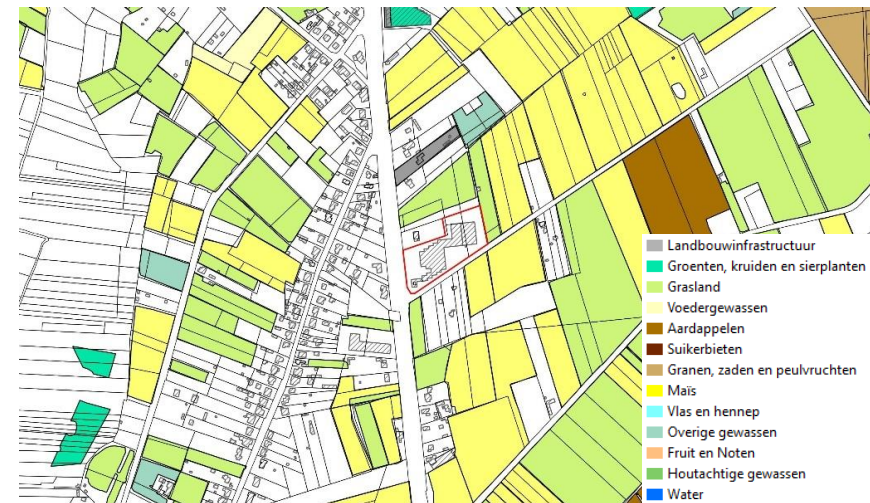 Landbouwinfrastructuur
Groenten, kruiden en sierplanten
Grasland
Voedergewassen
Aardappelen
Suikerbieten
Granen, zaden en peulvruchten
Maïs
Vlas en hennep
Overige gewassen
Fruit en Noten
Houtachtige gewassen
Water